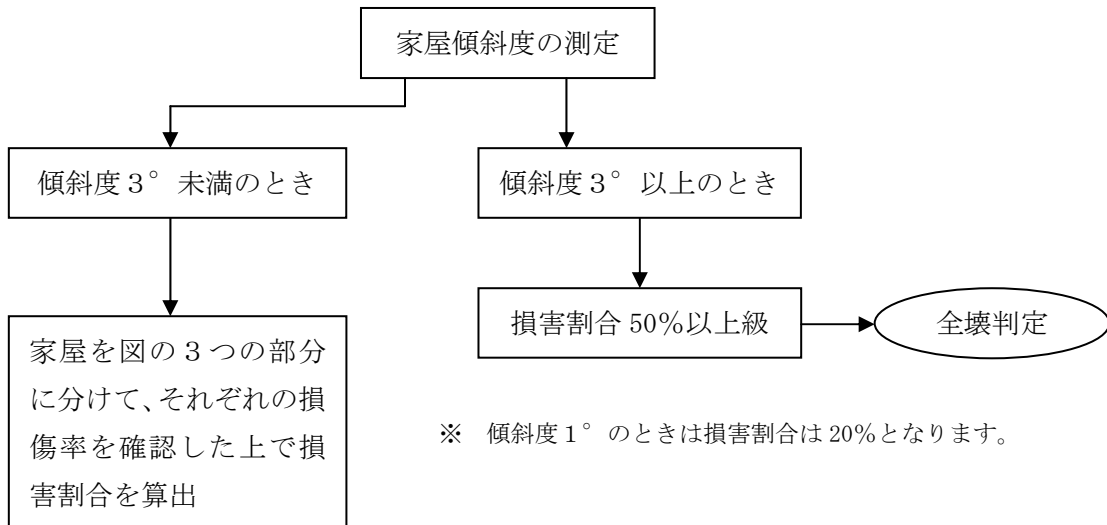 家屋傾斜度の測定
傾斜度3°未満のとき
傾斜度3°以上のとき
損害割合50%以上級
全壊判定
家屋を図の3つの部分
に分けて、それぞれの損
傷率を確認した上で損
害割合を算出
※　傾斜度1°のときは損害割合は20%となります。